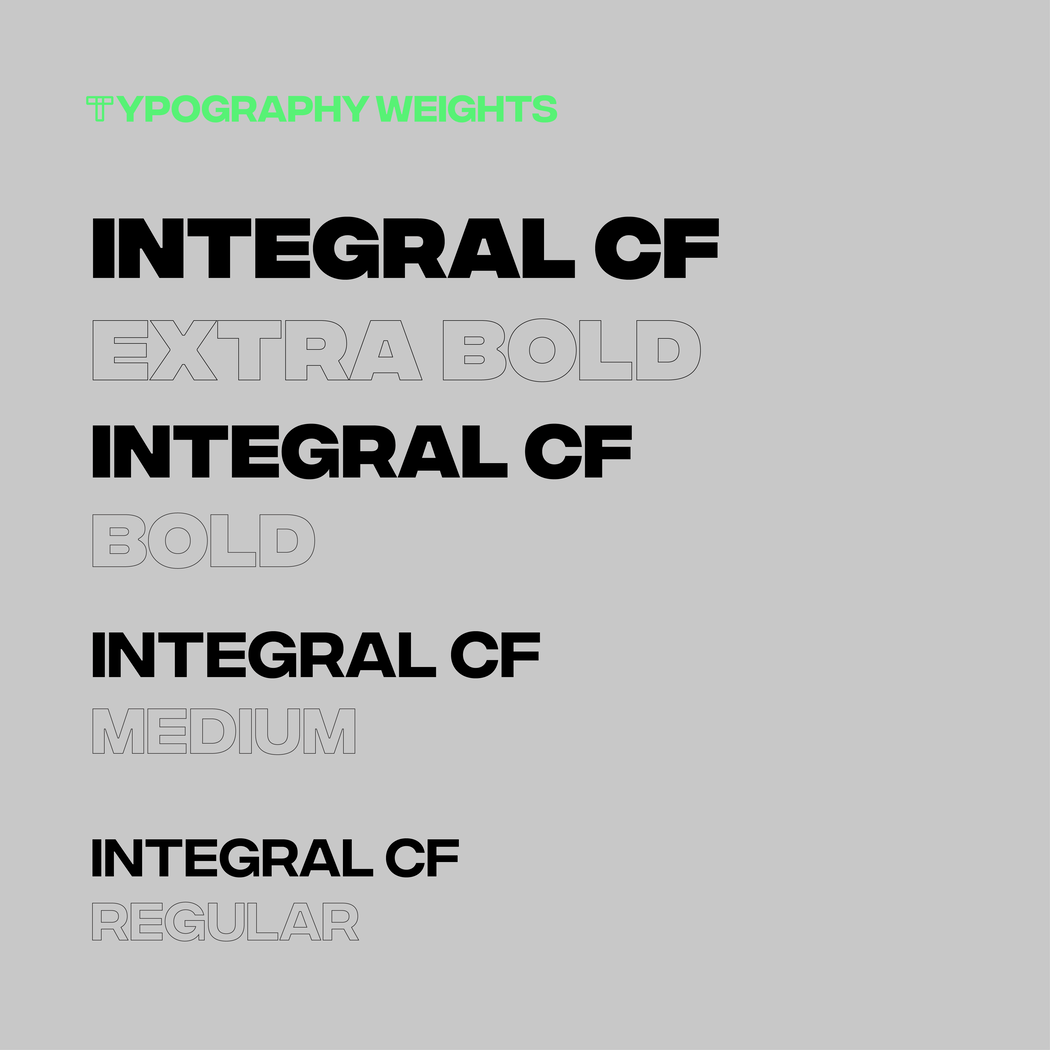 TYPOGRAPHY WEIGHTS
INTEGRAL CF
EXTRA BOLD
INTEGRAL CF
BOLD
INTEGRAL CF
MEDIUM
INTEGRAL CF
REGULAR